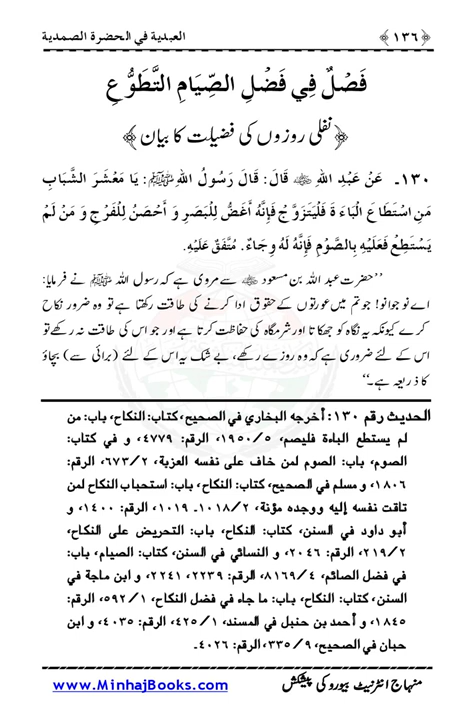 ﴿١٣٦﴾ العبدية في الحضرة الصمدية
فَصْلٌ فِي فَضْلِ الصِّيَامِ التَّطَوُّعِ
﴿نفلی روزوں کی فضیلت کا بیان﴾
١٣٠۔ عَنْ عَبْدِ اللهِ ﷺ قَالَ: قَالَ رَسُولُ اللهِ ﷺ: يَا مَعْشَرَ الشَّبَابِ
مَنِ اسْتَطَاعَ الْبَاءَةَ فَلْيَتَزَوَّجْ فَإِنَّهُ أَغَضُّ لِلْبَصَرِ وَ أَحْصَنُ لِلْفَرْجِ وَ مَنْ لَمْ
يَسْتَطِعْ فَعَلَيْهِ بِالصَّوْمِ فَإِنَّهُ لَهُ وِجَاءٌ. مُتَّفَقٌ عَلَيْهِ.
’’حضرت عبد اللہ بن مسعود سے مروی ہے کہ رسول اللہ ﷺ نے فرمایا:
اے نوجوانو! جو تم میں عورتوں کے حقوق ادا کرنے کی طاقت رکھتا ہے تو وہ ضرور نکاح
کرے کیونکہ یہ نگاہ کو جھکاتا اور شرمگاہ کی حفاظت کرتا ہے اور جو اس کی طاقت نہ رکھے تو
اس کے لئے ضروری ہے کہ وہ روزے رکھے، بے شک یہ اس کے لئے (برائی سے) بچاؤ
کا ذریعہ ہے۔‘‘
الحديث رقم ١٣٠: أخرجه البخاري في الصحيح، كتاب: النكاح، باب: من
لم يستطع الباءة فليصم، ٥/١٩٥٠، الرقم: ٤٧٧٩، و في كتاب:
الصوم، باب: الصوم لمن خاف على نفسه العزبة، ٢/٦٧٣،
١٨٠٦، و مسلم في الصحيح، كتاب: النكاح، باب: استحباب النكاح لمن
تاقت نفسه إليه ووجده مؤنة، ٢/١٠١٨۔ ١٠١٩، الرقم: ١٤٠٠، و
أبو داود في السنن، كتاب: النكاح، باب: التحريض على النكاح،
٢/٢١٩، الرقم: ٢٠٤٦، و النسائي في السنن، كتاب: الصيام، باب:
في فضل الصائم، ٤/٨١٦٩، الرقم: ٢٢٣٩، ٢٢٤١، و ابن ماجة في
السنن، كتاب: النكاح، باب: ما جاء في فضل النكاح، ١/٥٩٢، الرقم:
١٨٤٥، و أحمد بن حنبل في المسند، ١/٤٢٥، الرقم: ٤٠٣٥، و ابن
حبان في الصحيح، ٩/٣٣٥، الرقم: ٤٠٢٦۔
منہاج انٹرنیٹ بیورو کی پیشکش www.MinhajBooks.com